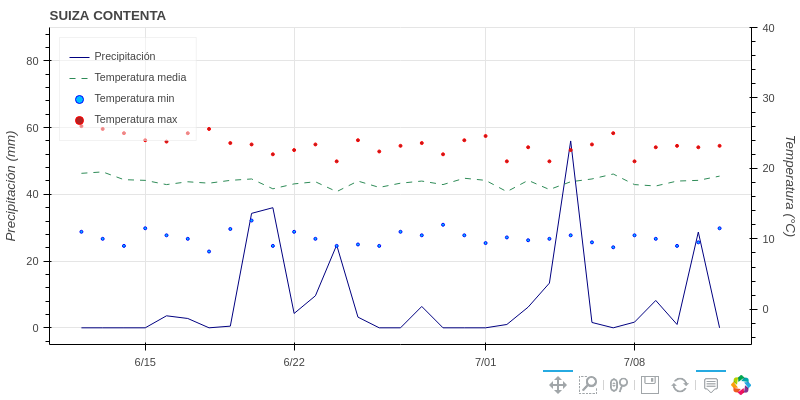 SUIZA CONTENTA
Precipitación
Temperatura media
Temperatura min
Temperatura max
Precipitación (mm)
80
60
40
20
0
Temperatura (°C)
40
30
20
10
0
6/15
6/22
7/01
7/08